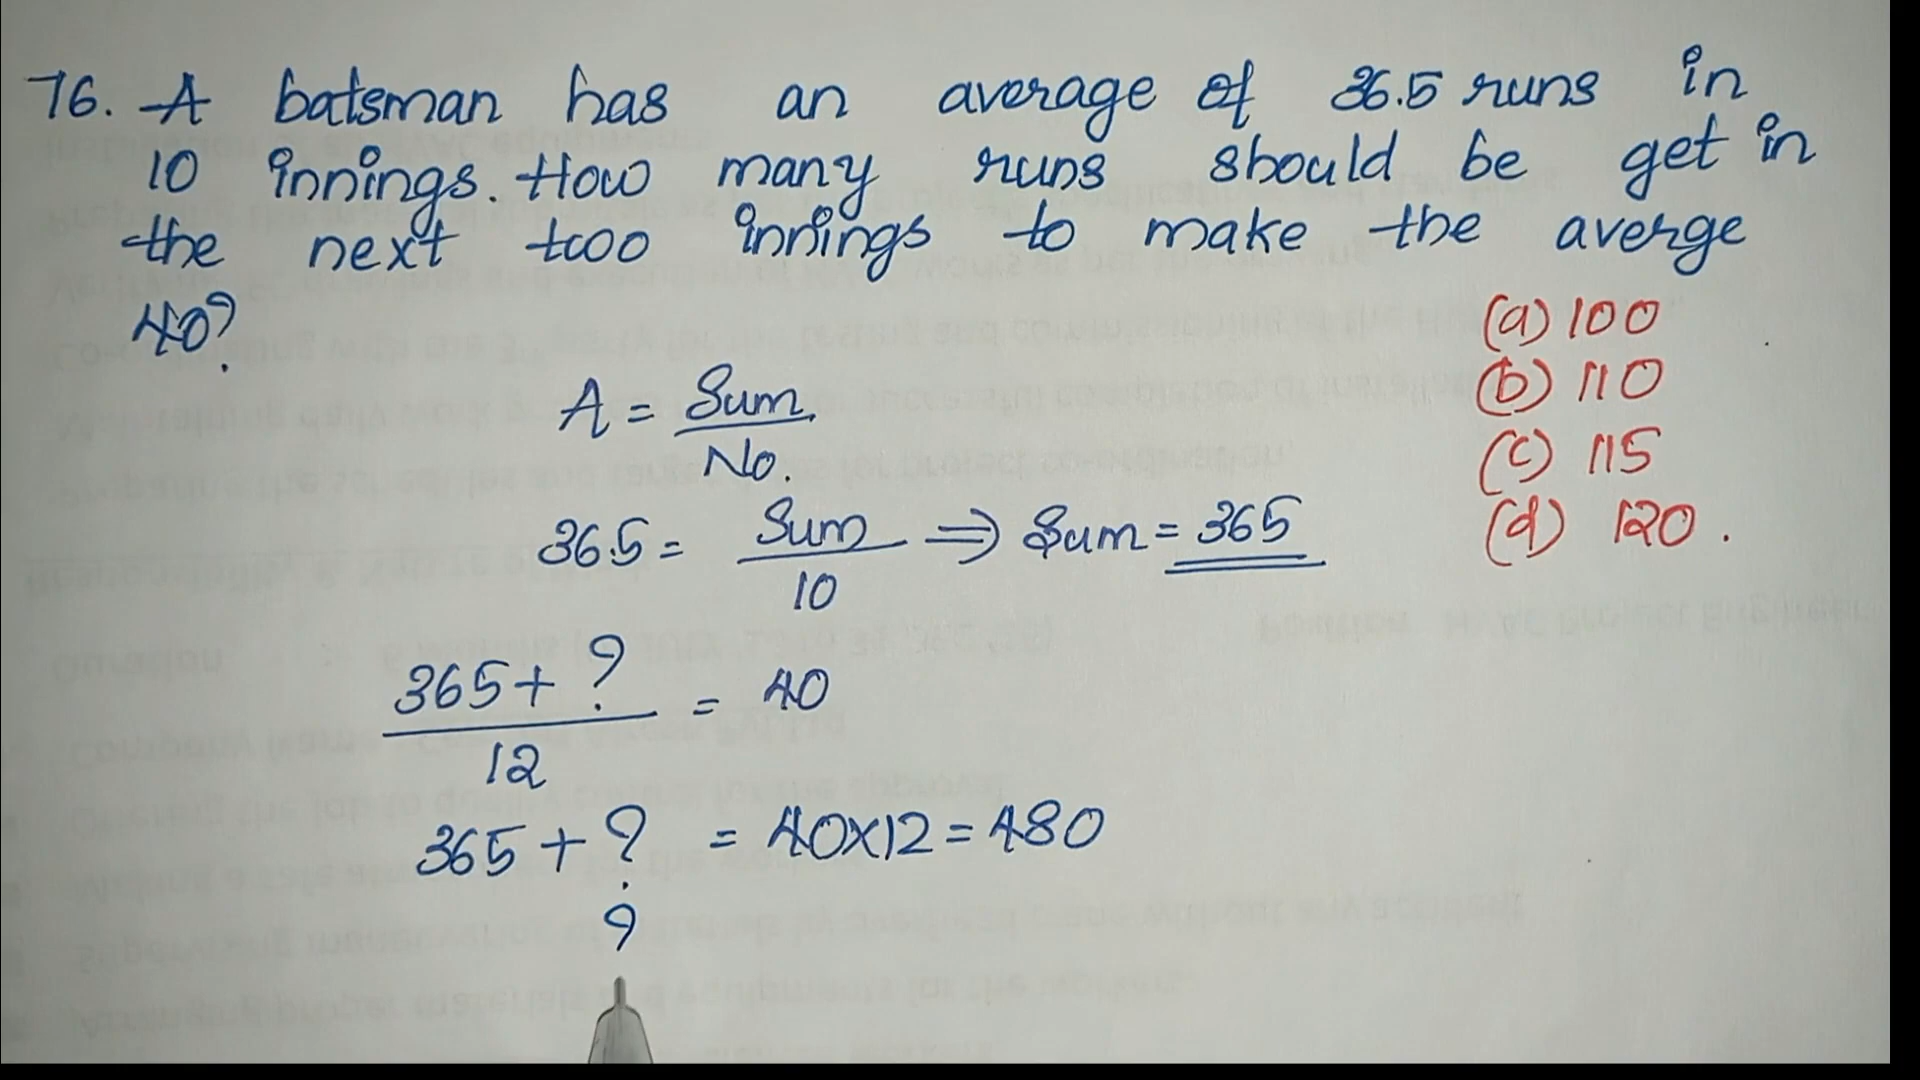 76. A batsman has an average of 36.5 runs in
10 innings. How many runs should be get in
the next two innings to make the averge
40?
(a) 100
(b) 110
(c) 115
(d) 120.
A = Sum
No.
36.5 = Sum ⇒ Sum = 365
10
365 + ? = 40
12
365 + ? = 40×12 = 480
?